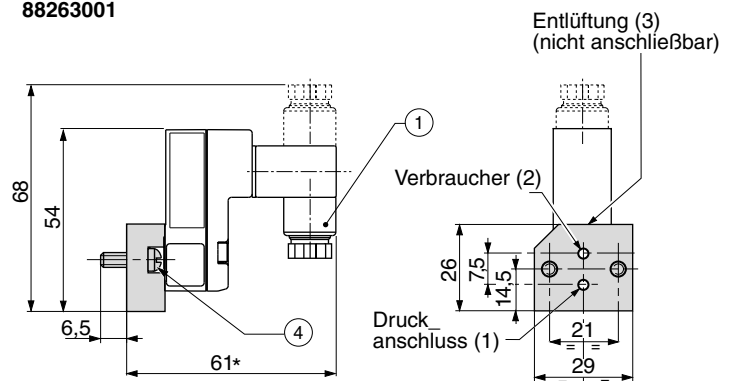 88263001
Entlüftung (3)
(nicht anschließbar)
1
Verbraucher (2)
68
54
26
7,5
14,5
6,5
4
Druck_
anschluss (1)
21
= =
61*
29
= =